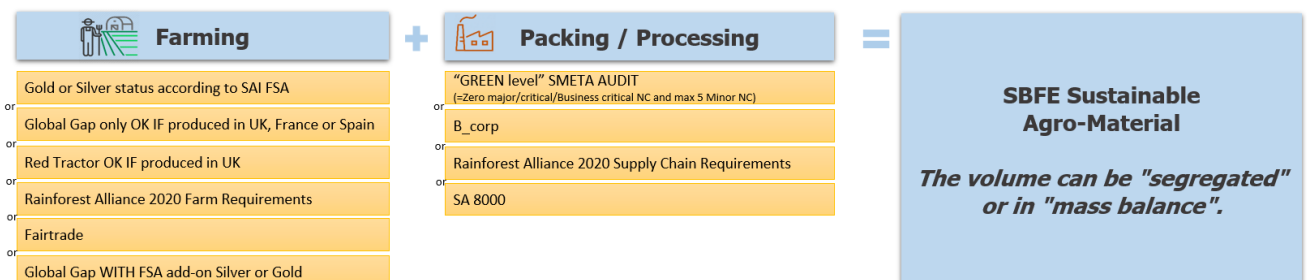 Farming
Gold or Silver status according to SAI FSA
or
Global Gap only OK IF produced in UK, France or Spain
or
Red Tractor OK IF produced in UK
or
Rainforest Alliance 2020 Farm Requirements
or
Fairtrade
or
Global Gap WITH FSA add-on Silver or Gold
+
Packing / Processing
“GREEN level” SMETA AUDIT
(=Zero major/critical/Business critical NC and max 5 Minor NC)
or
B_corp
or
Rainforest Alliance 2020 Supply Chain Requirements
or
SA 8000
=
SBFE Sustainable
Agro-Material
The volume can be "segregated"
or in "mass balance".